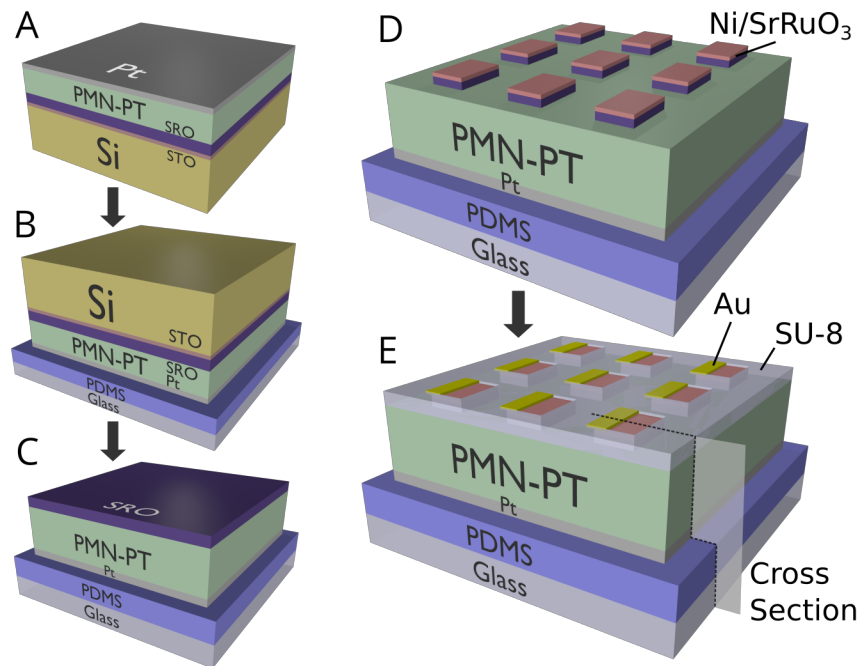 A
Pt
PMN-PT
SRO
Si
STO
B
Si
STO
PMN-PT
SRO
Pt
PDMS
Glass
C
SRO
PMN-PT
Pt
PDMS
Glass
D
Ni/SrRuO₃
PMN-PT
Pt
PDMS
Glass
E
Au
SU-8
PMN-PT
Pt
PDMS
Glass
Cross
Section